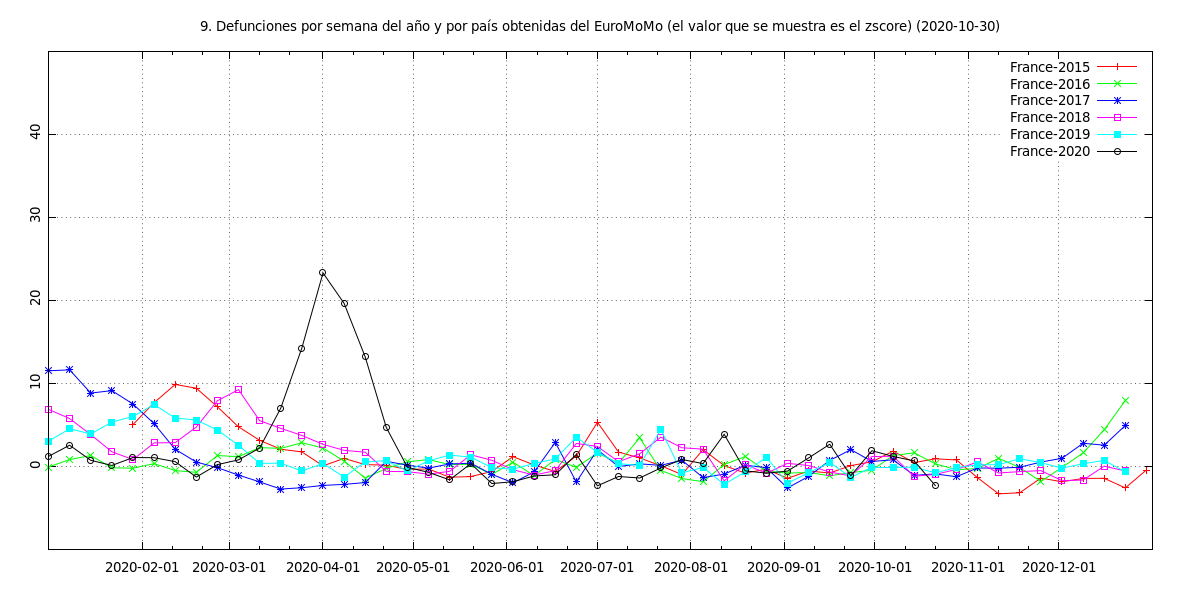 9. Defunciones por semana del año y por país obtenidas del EuroMoMo (el valor que se muestra es el zscore) (2020-10-30)
France-2015
France-2016
France-2017
France-2018
France-2019
France-2020
40
30
20
10
0
2020-02-01 2020-03-01 2020-04-01 2020-05-01 2020-06-01 2020-07-01 2020-08-01 2020-09-01 2020-10-01 2020-11-01 2020-12-01